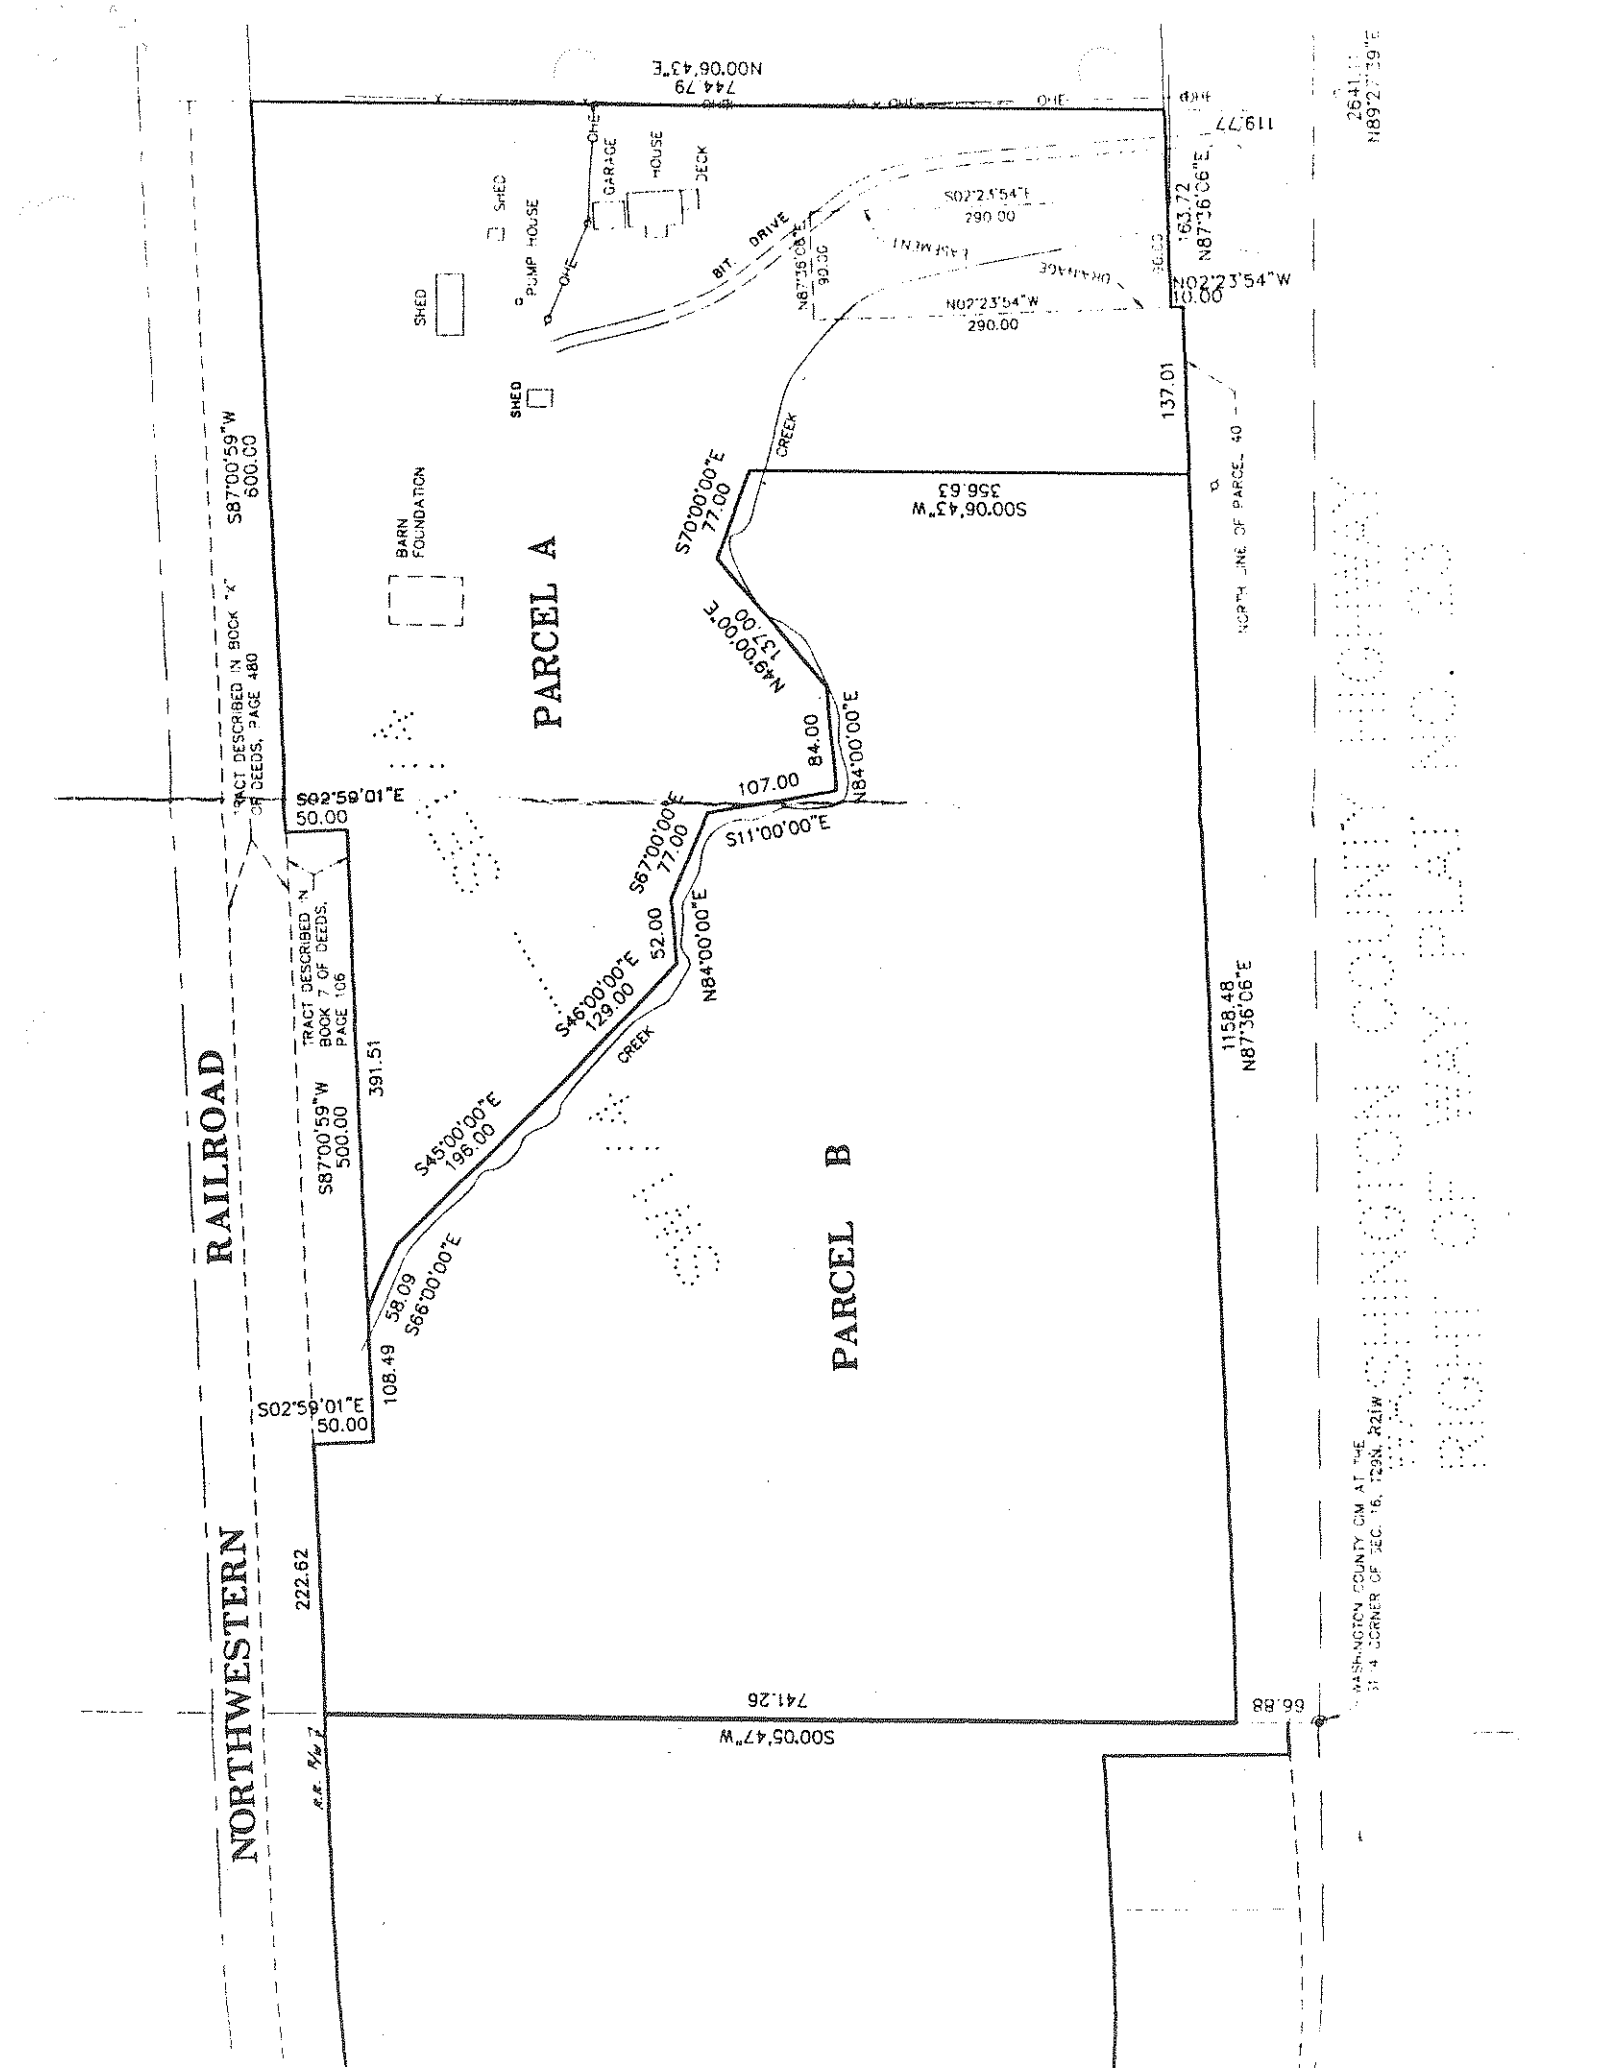 NORTHWESTERN
RAILROAD
R.R. R/W
222.62
S02°59'01"E
50.00
108.49
58.09
S66°00'00"E
S87°00'59"W
500.00
391.51
TRACT DESCRIBED IN
BOOK 7 OF DEEDS,
PAGE 106
S02°59'01"E
50.00
TRACT DESCRIBED IN BOOK "X"
OF DEEDS, PAGE 480
S87°00'59"W
600.00
S45°00'00"E
196.00
S46°00'00"E
129.00
CREEK
52.00
N84°00'00"E
S67°00'00"E
77.00
107.00
S11°00'00"E
84.00
N84°00'00"E
N49°00'00"E
137.00
S70°00'00"E
77.00
CREEK
PARCEL A
PARCEL B
BARN
FOUNDATION
SHED
SHED
PUMP HOUSE
SHED
GARAGE
HOUSE
DECK
OHE
OHE
OHE
OHE
OHE
OHE
N00°06'43"E
744.79
BIT. DRIVE
N87°36'06"E
90.00
S02°23'54"E
290.00
DRAINAGE
EASEMENT
N02°23'54"W
290.00
90.00
119.77
163.72
N87°36'06"E
N02°23'54"W
10.00
137.01
356.63
S00°06'43"W
NORTH LINE OF PARCEL 40
1158.48
N87°36'06"E
741.26
S00°05'47"W
66.88
N89°27'39"E
WASHINGTON COUNTY HIGHWAY
RIGHT OF WAY PLAT NO. 23
WASHINGTON COUNTY CIM AT THE
S1/4 CORNER OF SEC. 16, T29N, R21W